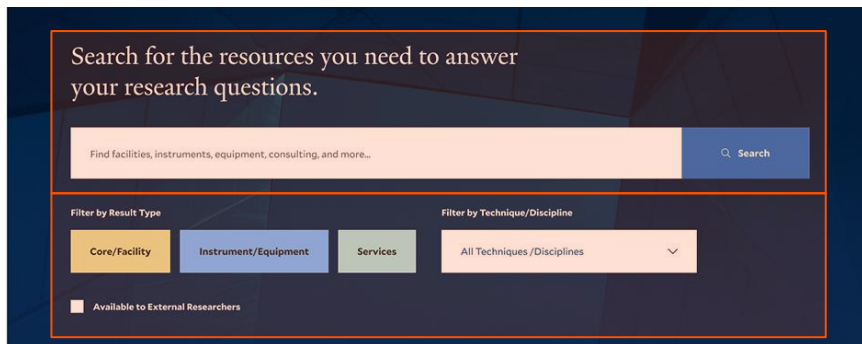 Search for the resources you need to answer
your research questions.
Find facilities, instruments, equipment, consulting, and more...
Search
Filter by Result Type
Filter by Technique/Discipline
Core/Facility
Instrument/Equipment
Services
All Techniques /Disciplines
Available to External Researchers